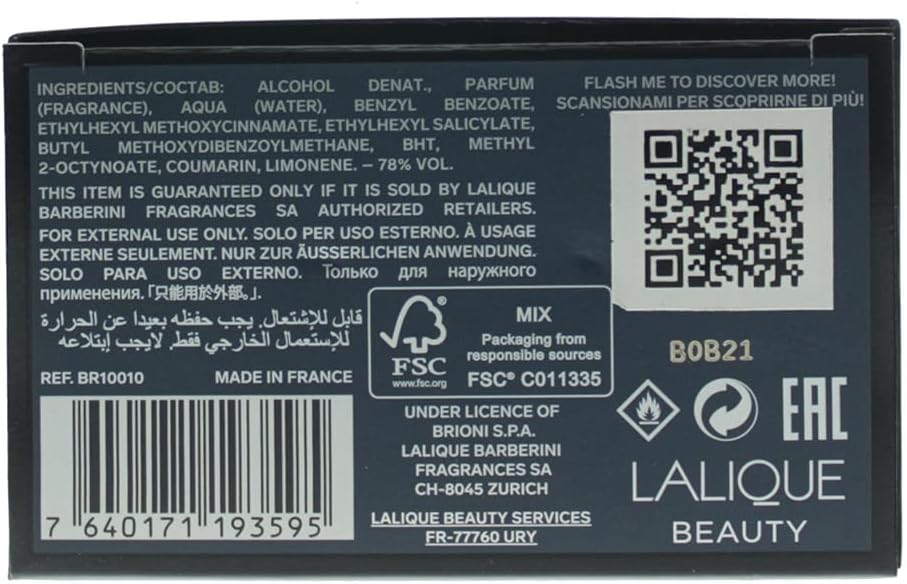 INGREDIENTS/COCTAB: ALCOHOL DENAT., PARFUM
(FRAGRANCE), AQUA (WATER), BENZYL BENZOATE,
ETHYLHEXYL METHOXYCINNAMATE, ETHYLHEXYL SALICYLATE,
BUTYL METHOXYDIBENZOYLMETHANE, BHT, METHYL
2-OCTYNOATE, COUMARIN, LIMONENE. – 78% VOL.
THIS ITEM IS GUARANTEED ONLY IF IT IS SOLD BY LALIQUE
BARBERINI FRAGRANCES SA AUTHORIZED RETAILERS.
FOR EXTERNAL USE ONLY. SOLO PER USO ESTERNO. À USAGE
EXTERNE SEULEMENT. NUR ZUR ÃUSSERLICHEN ANWENDUNG.
SOLO PARA USO EXTERNO. Только для наружного
применения. 「只能用於外部。」.
قابل للإشتعال. يجب حفظه بعيدا عن الحرارة
للإستعمال الخارجي فقط. لايجب إبتلاعه
REF. BR10010 MADE IN FRANCE
7 640171 193595
FSC®
www.fsc.org
MIX
Packaging from
responsible sources
FSC® C011335
UNDER LICENCE OF
BRIONI S.P.A.
LALIQUE BARBERINI
FRAGRANCES SA
CH-8045 ZURICH
LALIQUE BEAUTY SERVICES
FR-77760 URY
FLASH ME TO DISCOVER MORE!
SCANSIONAMI PER SCOPRIRNE DI PIÙ!
B0B21
EAC
LALIQUE
BEAUTY